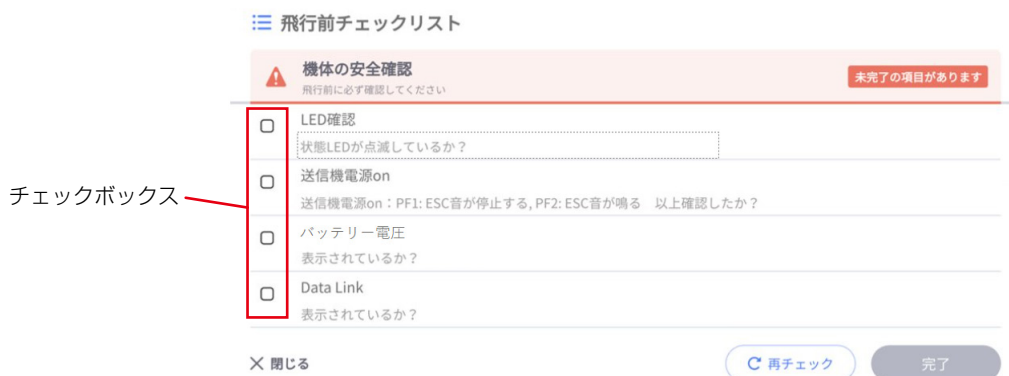 飛行前チェックリスト
機体の安全確認
飛行前に必ず確認してください
未完了の項目があります
LED確認
状態LEDが点滅しているか？
送信機電源on
送信機電源on：PF1: ESC音が停止する, PF2: ESC音が鳴る　以上確認したか？
チェックボックス
バッテリー電圧
表示されているか？
Data Link
表示されているか？
閉じる
再チェック
完了